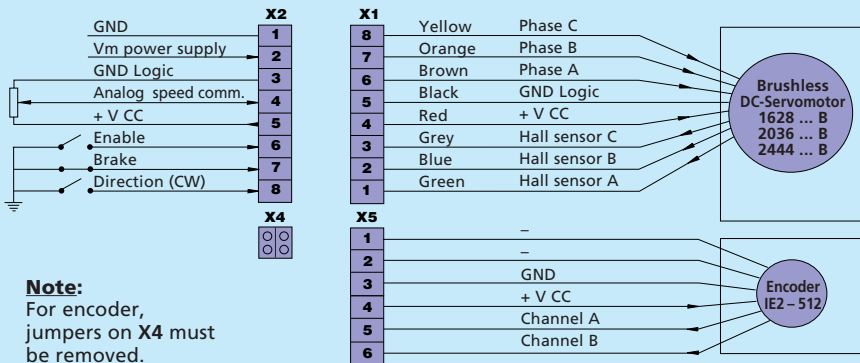 X2
GND 1
Vm power supply 2
GND Logic 3
Analog speed comm. 4
+ V CC 5
Enable 6
Brake 7
Direction (CW) 8
X4
Note:
For encoder,
jumpers on X4 must
be removed.
X1
8 Yellow Phase C
7 Orange Phase B
6 Brown Phase A
5 Black GND Logic
4 Red + V CC
3 Grey Hall sensor C
2 Blue Hall sensor B
1 Green Hall sensor A
Brushless
DC-Servomotor
1628 ... B
2036 ... B
2444 ... B
X5
1 –
2 –
3 GND
4 + V CC
5 Channel A
6 Channel B
Encoder
IE2 – 512